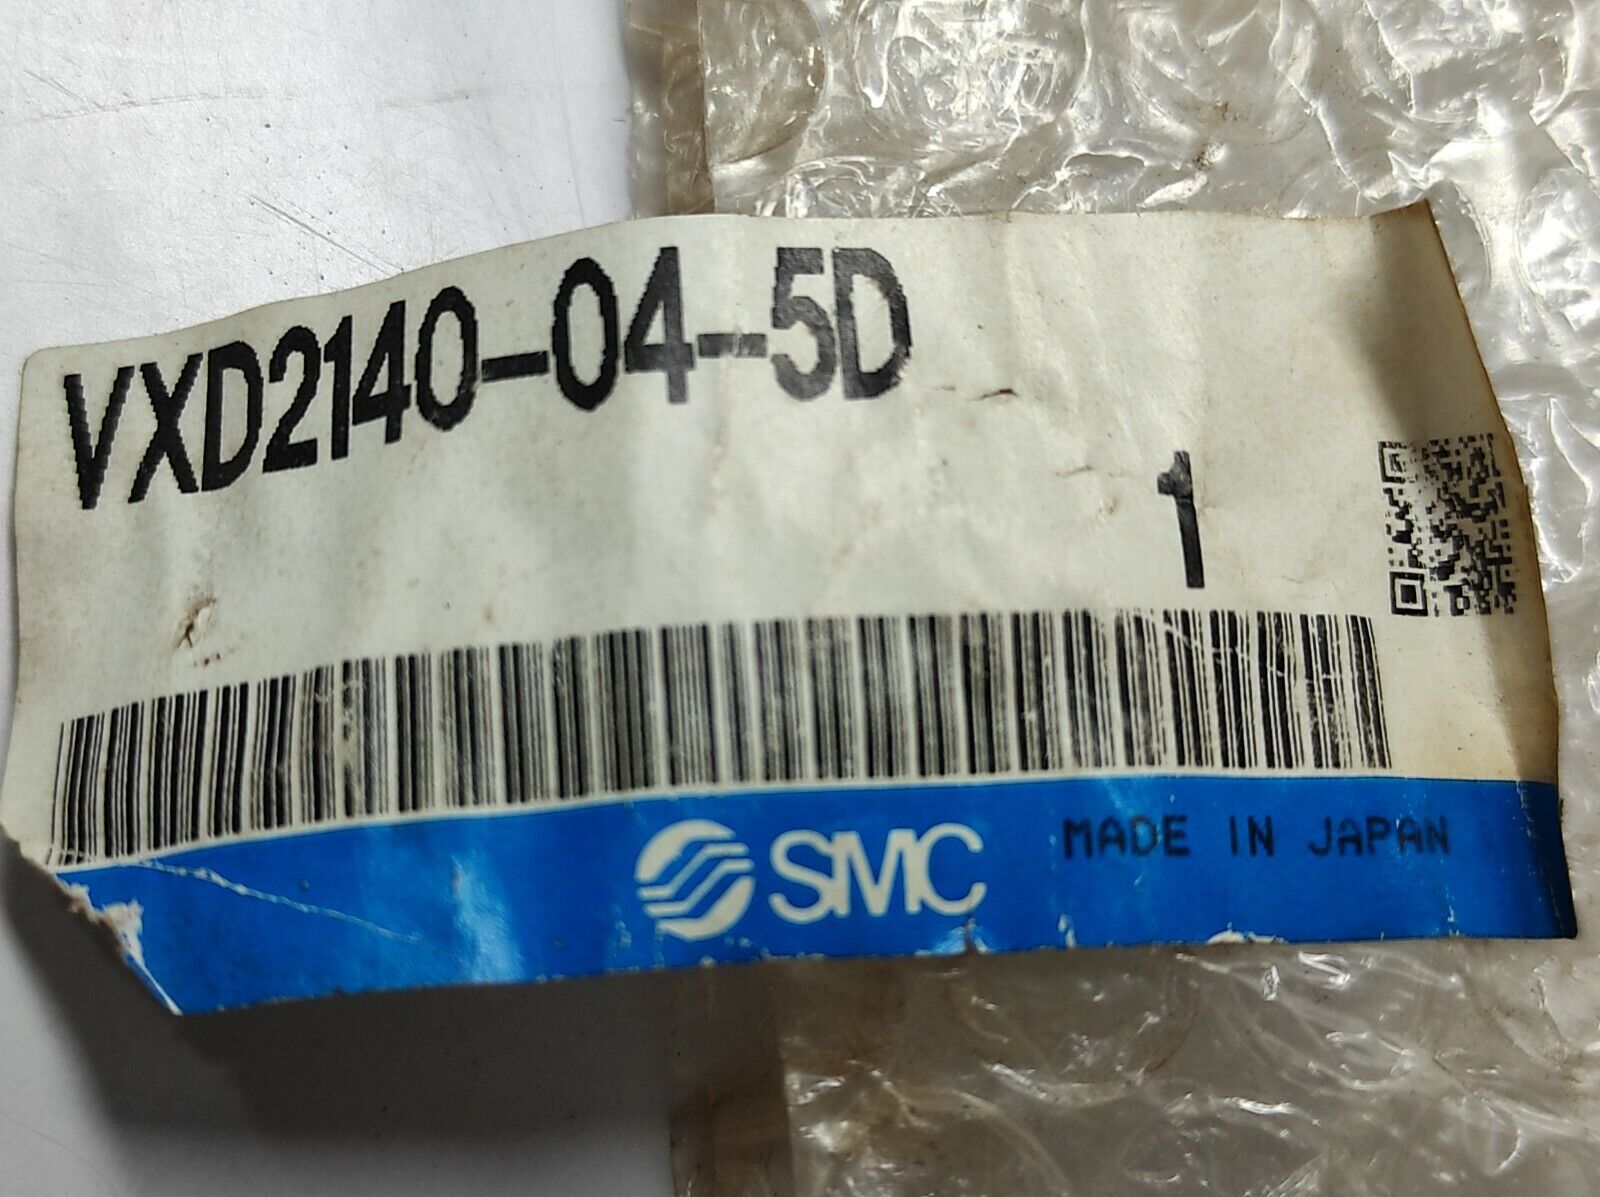 VXD2140-04-5D
1
SMC MADE IN JAPAN